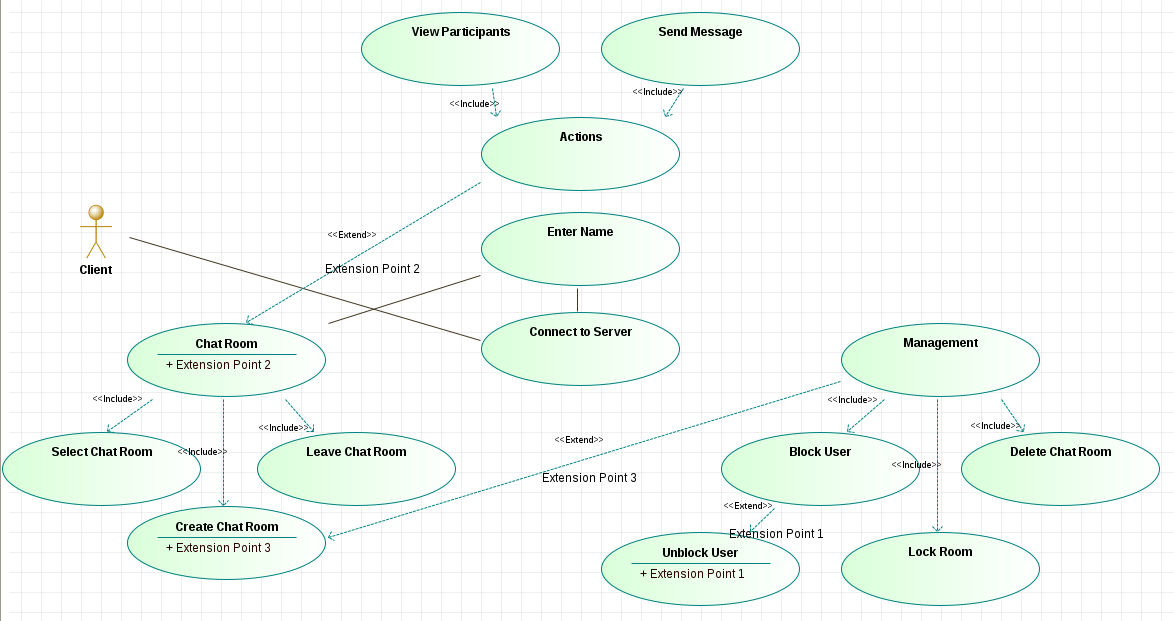 View Participants
Send Message
<<Include>>
<<Include>>
Actions
<<Extend>>
Enter Name
Extension Point 2
Client
Connect to Server
Chat Room
+ Extension Point 2
Management
<<Include>>
<<Include>>
<<Include>>
<<Include>>
<<Include>>
<<Extend>>
Select Chat Room
<<Include>>
Leave Chat Room
Block User
<<Include>>
Delete Chat Room
Extension Point 3
<<Extend>>
Create Chat Room
+ Extension Point 3
Extension Point 1
Unblock User
+ Extension Point 1
Lock Room